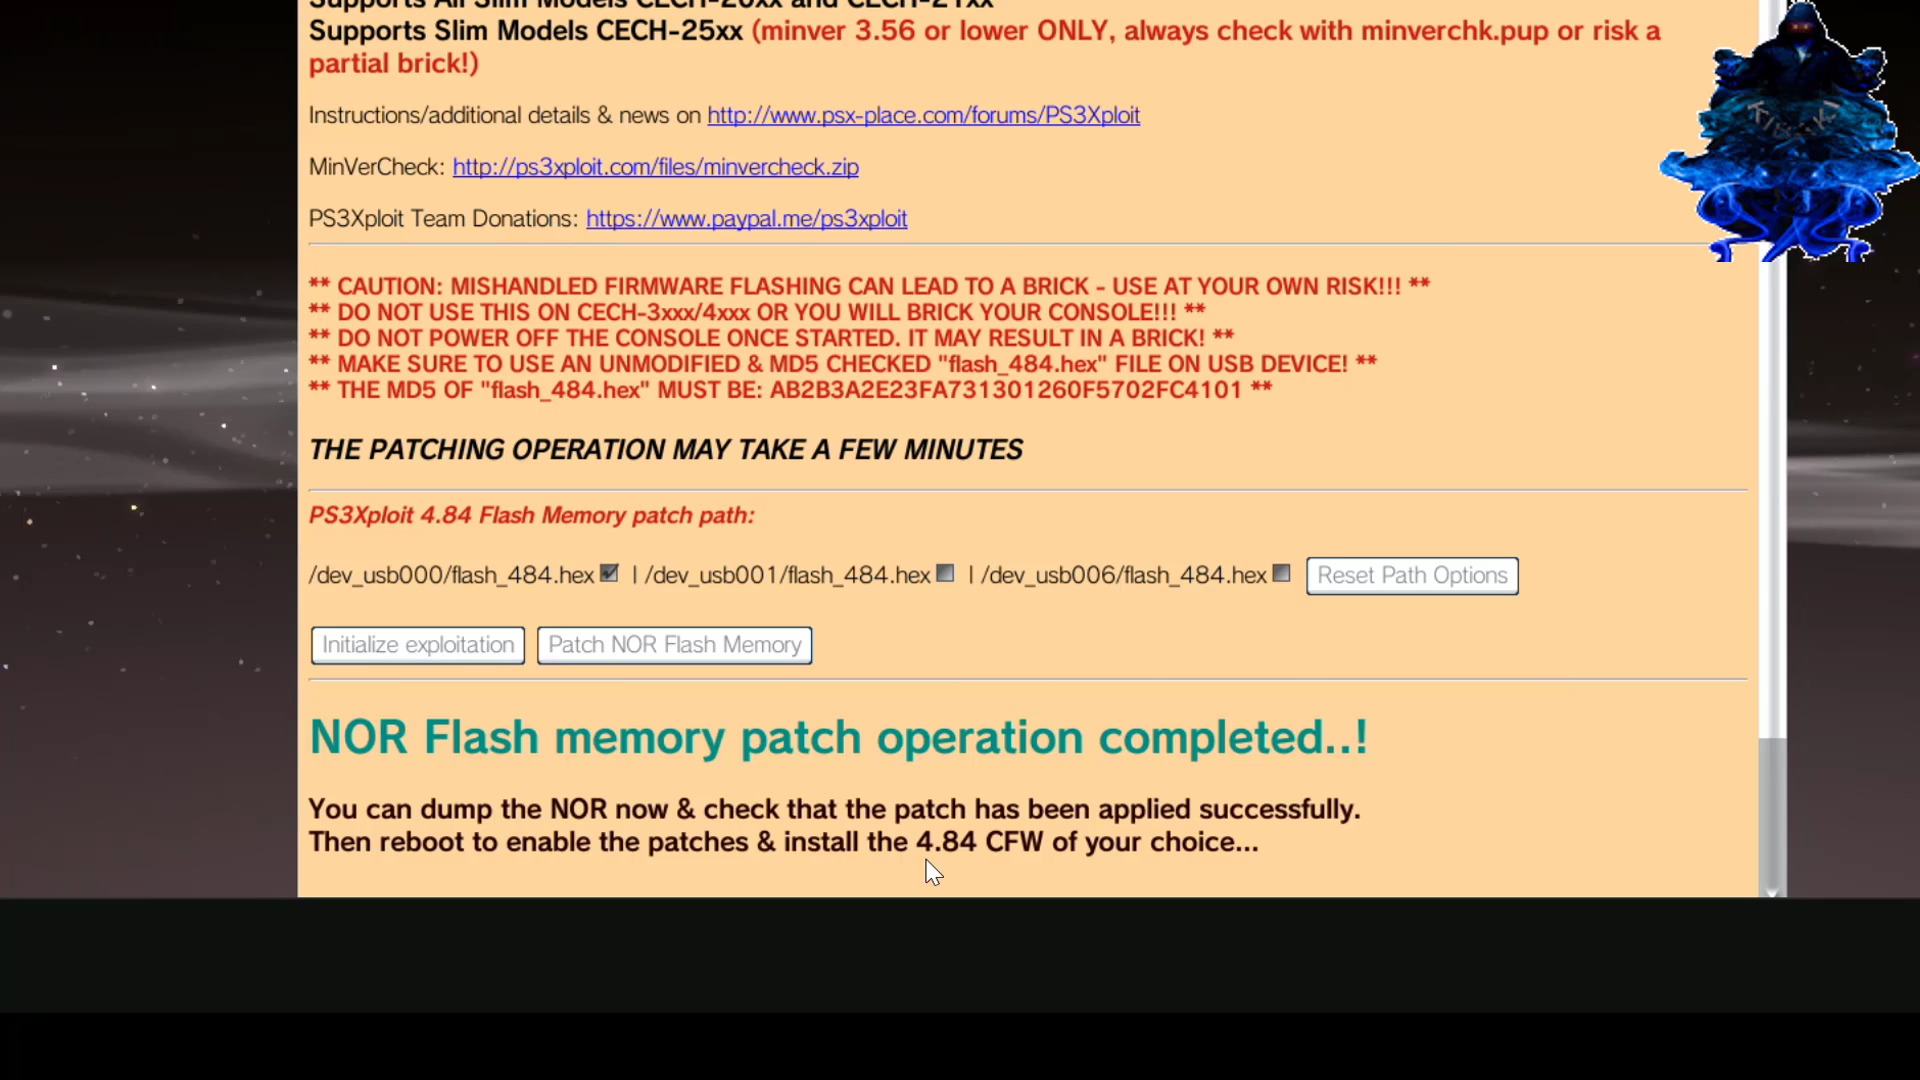 Supports All Slim Models CECH-20xx and CECH-21xx
Supports Slim Models CECH-25xx (minver 3.56 or lower ONLY, always check with minverchk.pup or risk a
partial brick!)
Instructions/additional details & news on http://www.psx-place.com/forums/PS3Xploit
MinVerCheck: http://ps3xploit.com/files/minvercheck.zip
PS3Xploit Team Donations: https://www.paypal.me/ps3xploit
** CAUTION: MISHANDLED FIRMWARE FLASHING CAN LEAD TO A BRICK - USE AT YOUR OWN RISK!!! **
** DO NOT USE THIS ON CECH-3xxx/4xxx OR YOU WILL BRICK YOUR CONSOLE!!! **
** DO NOT POWER OFF THE CONSOLE ONCE STARTED. IT MAY RESULT IN A BRICK! **
** MAKE SURE TO USE AN UNMODIFIED & MD5 CHECKED "flash_484.hex" FILE ON USB DEVICE! **
** THE MD5 OF "flash_484.hex" MUST BE: AB2B3A2E23FA731301260F5702FC4101 **
THE PATCHING OPERATION MAY TAKE A FEW MINUTES
PS3Xploit 4.84 Flash Memory patch path:
/dev_usb000/flash_484.hex | /dev_usb001/flash_484.hex | /dev_usb006/flash_484.hex Reset Path Options
Initialize exploitation Patch NOR Flash Memory
NOR Flash memory patch operation completed..!
You can dump the NOR now & check that the patch has been applied successfully.
Then reboot to enable the patches & install the 4.84 CFW of your choice...